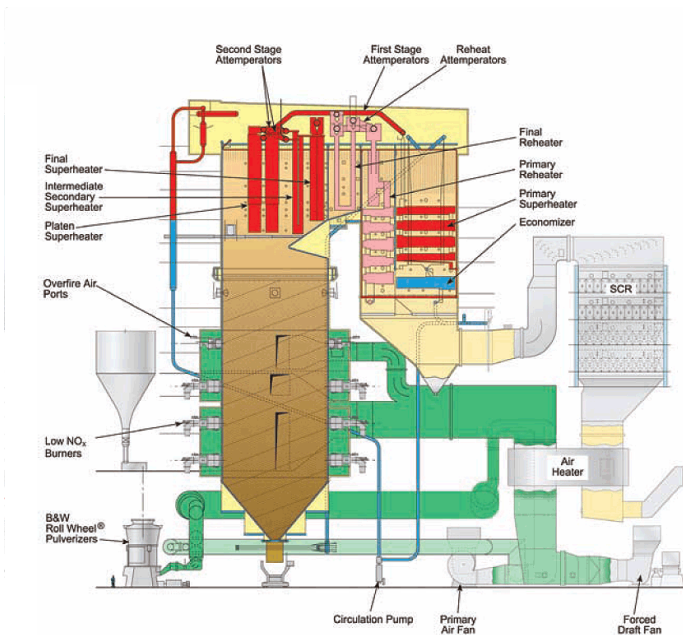 Second Stage
Attemperators
First Stage
Attemperators
Reheat
Attemperators
Final
Reheater
Primary
Reheater
Primary
Superheater
Economizer
Final
Superheater
Intermediate
Secondary
Superheater
Platen
Superheater
Overfire Air
Ports
SCR
Low NOx
Burners
Air
Heater
B&W
Roll Wheel®
Pulverizers
Circulation Pump
Primary
Air Fan
Forced
Draft Fan